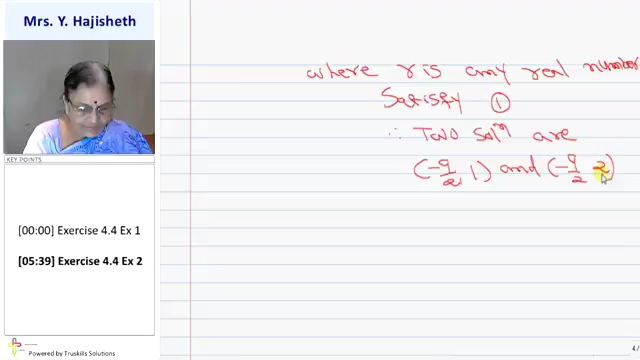 Mrs. Y. Hajisheth
KEY POINTS
[00:00] Exercise 4.4 Ex 1
[05:39] Exercise 4.4 Ex 2
Powered by Truskills Solutions
where r is any real number
Satisfy ①
∴ Two solⁿ are
(-9/2, 1) and (-9/2 2)
4/